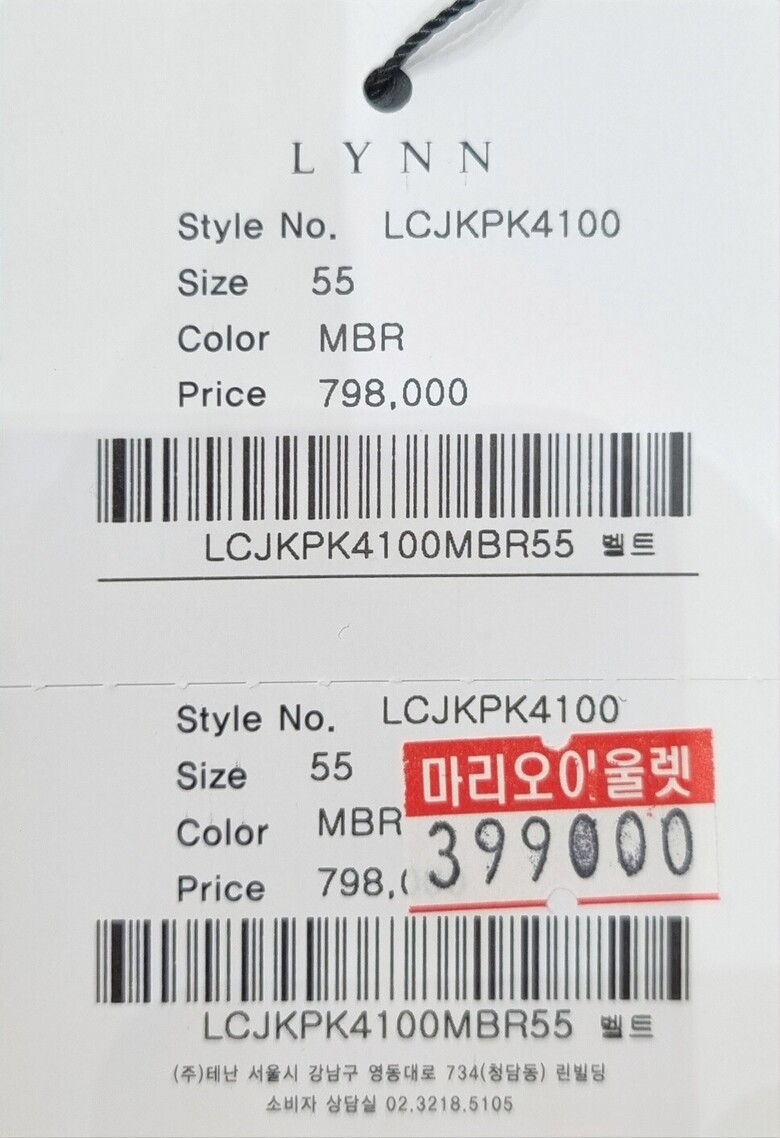 LYNN
Style No. LCJKPK4100
Size 55
Color MBR
Price 798,000
LCJKPK4100MBR55 벨트
Style No. LCJKPK4100
Size 55
마리오아울렛
Color MBR
399000
Price 798,
LCJKPK4100MBR55 벨트
(주)테난 서울시 강남구 영동대로 734(청담동) 린빌딩
소비자 상담실 02.3218.5105